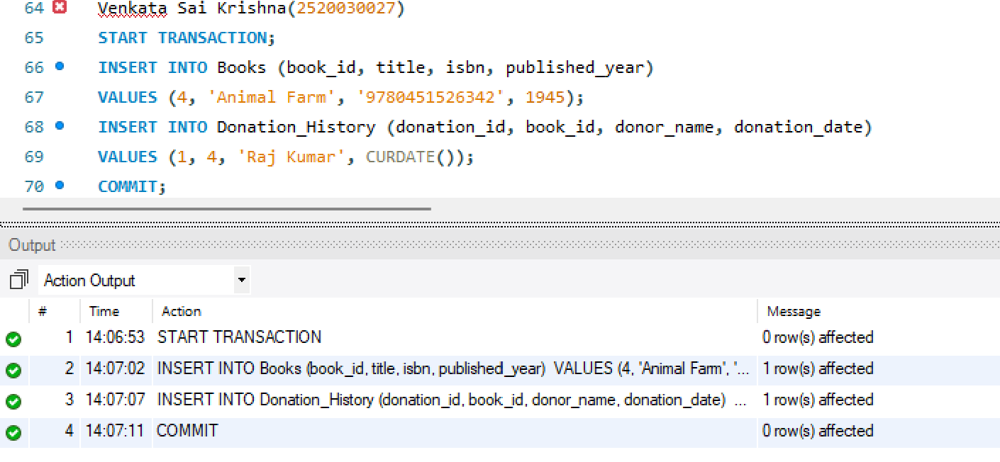 64 Venkata Sai Krishna(2520030027)
65 START TRANSACTION;
66 INSERT INTO Books (book_id, title, isbn, published_year)
67 VALUES (4, 'Animal Farm', '9780451526342', 1945);
68 INSERT INTO Donation_History (donation_id, book_id, donor_name, donation_date)
69 VALUES (1, 4, 'Raj Kumar', CURDATE());
70 COMMIT;
Output
Action Output
# Time Action Message
1 14:06:53 START TRANSACTION 0 row(s) affected
2 14:07:02 INSERT INTO Books (book_id, title, isbn, published_year) VALUES (4, 'Animal Farm', '... 1 row(s) affected
3 14:07:07 INSERT INTO Donation_History (donation_id, book_id, donor_name, donation_date) ... 1 row(s) affected
4 14:07:11 COMMIT 0 row(s) affected